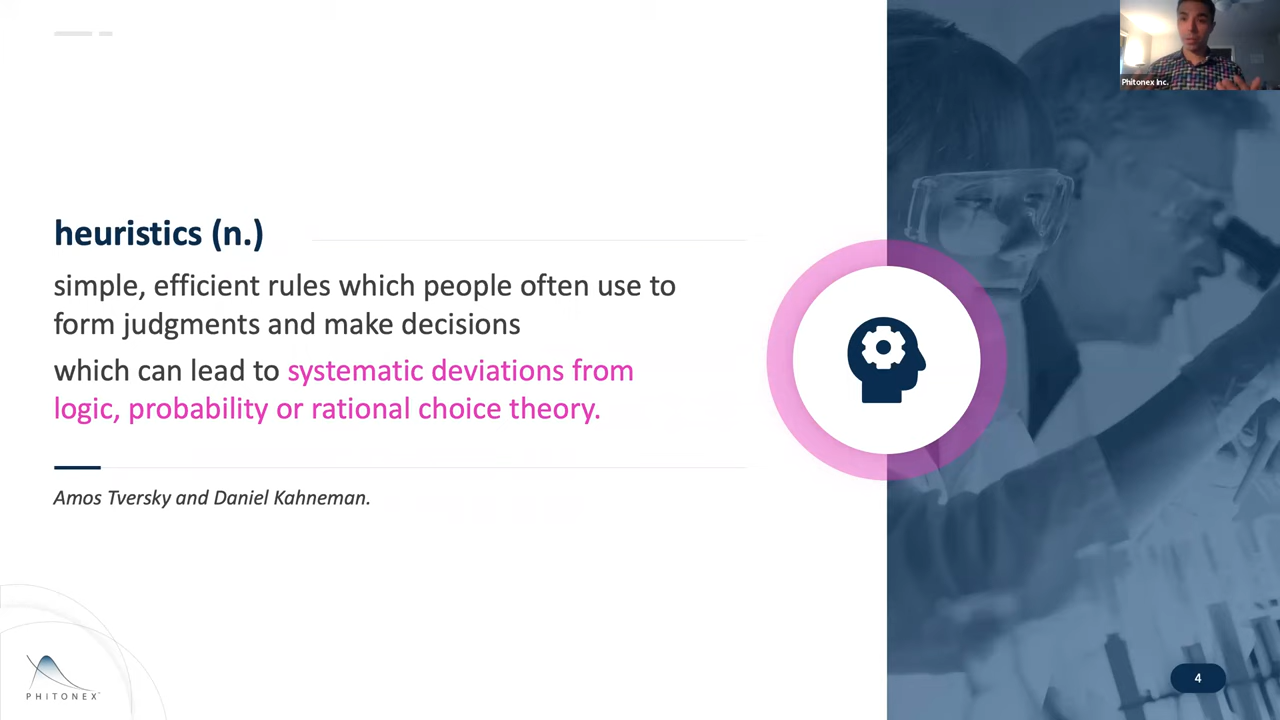 Phitonex Inc.
heuristics (n.)
simple, efficient rules which people often use to
form judgments and make decisions
which can lead to systematic deviations from
logic, probability or rational choice theory.
Amos Tversky and Daniel Kahneman.
PHITONEX
4